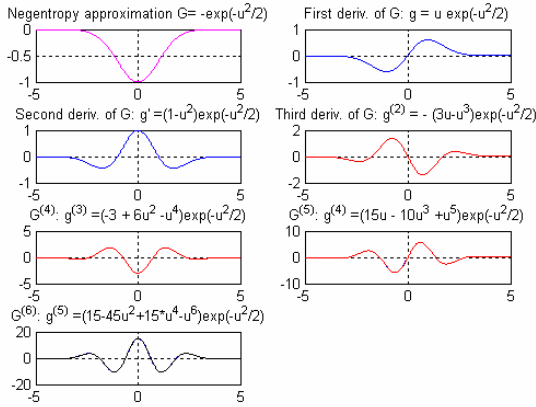 Negentropy approximation G= -exp(-u²/2)
0
-0.5
-1
-5 0 5
First deriv. of G: g = u exp(-u²/2)
1
0
-1
-5 0 5
Second deriv. of G: g' =(1-u²)exp(-u²/2)
1
0
1
-5 0 5
Third deriv. of G: g⁽²⁾ = - (3u-u³)exp(-u²/2)
2
0
-2
-5 0 5
G⁽⁴⁾: g⁽³⁾ =(-3 + 6u² -u⁴)exp(-u²/2)
5
0
-5
-5 0 5
G⁽⁵⁾: g⁽⁴⁾ =(15u - 10u³ +u⁵)exp(-u²/2)
10
0
-10
-5 0 5
G⁽⁶⁾: g⁽⁵⁾ =(15-45u²+15*u⁴-u⁶)exp(-u²/2)
20
0
-20
-5 0 5